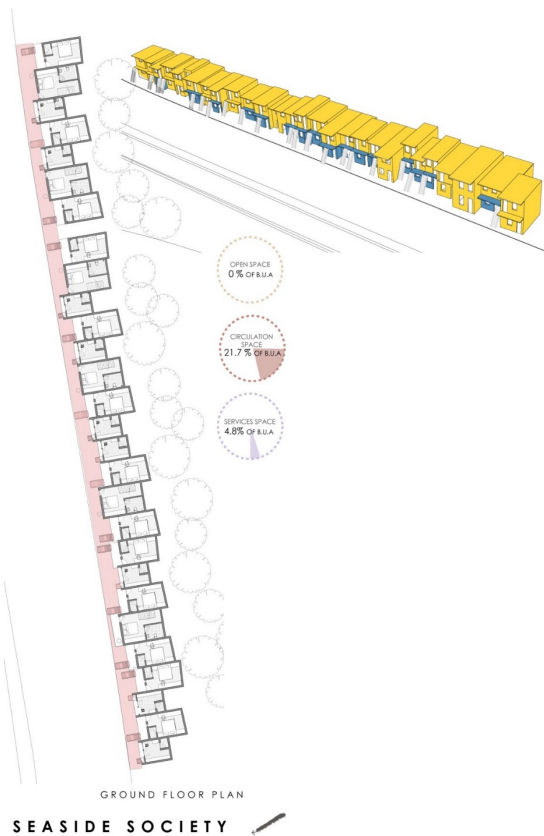 OPEN SPACE
0 % OF B.U.A
CIRCULATION
SPACE
21.7 % OF B.U.A
SERVICES SPACE
4.8% OF B.U.A
GROUND FLOOR PLAN
SEASIDE SOCIETY